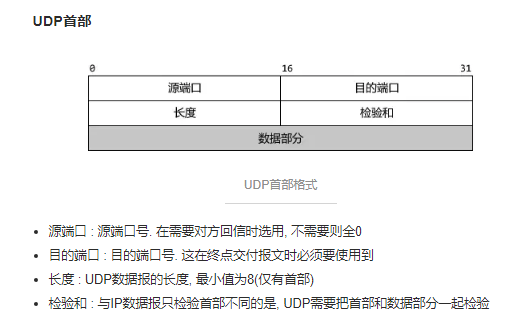 UDP首部
0 16 31
源端口 目的端口
长度 检验和
数据部分
UDP首部格式
源端口 : 源端口号. 在需要对方回信时选用, 不需要则全0
目的端口 : 目的端口号. 这在终点交付报文时必须要使用到
长度 : UDP数据报的长度, 最小值为8(仅有首部)
检验和 : 与IP数据报只检验首部不同的是, UDP需要把首部和数据部分一起检验